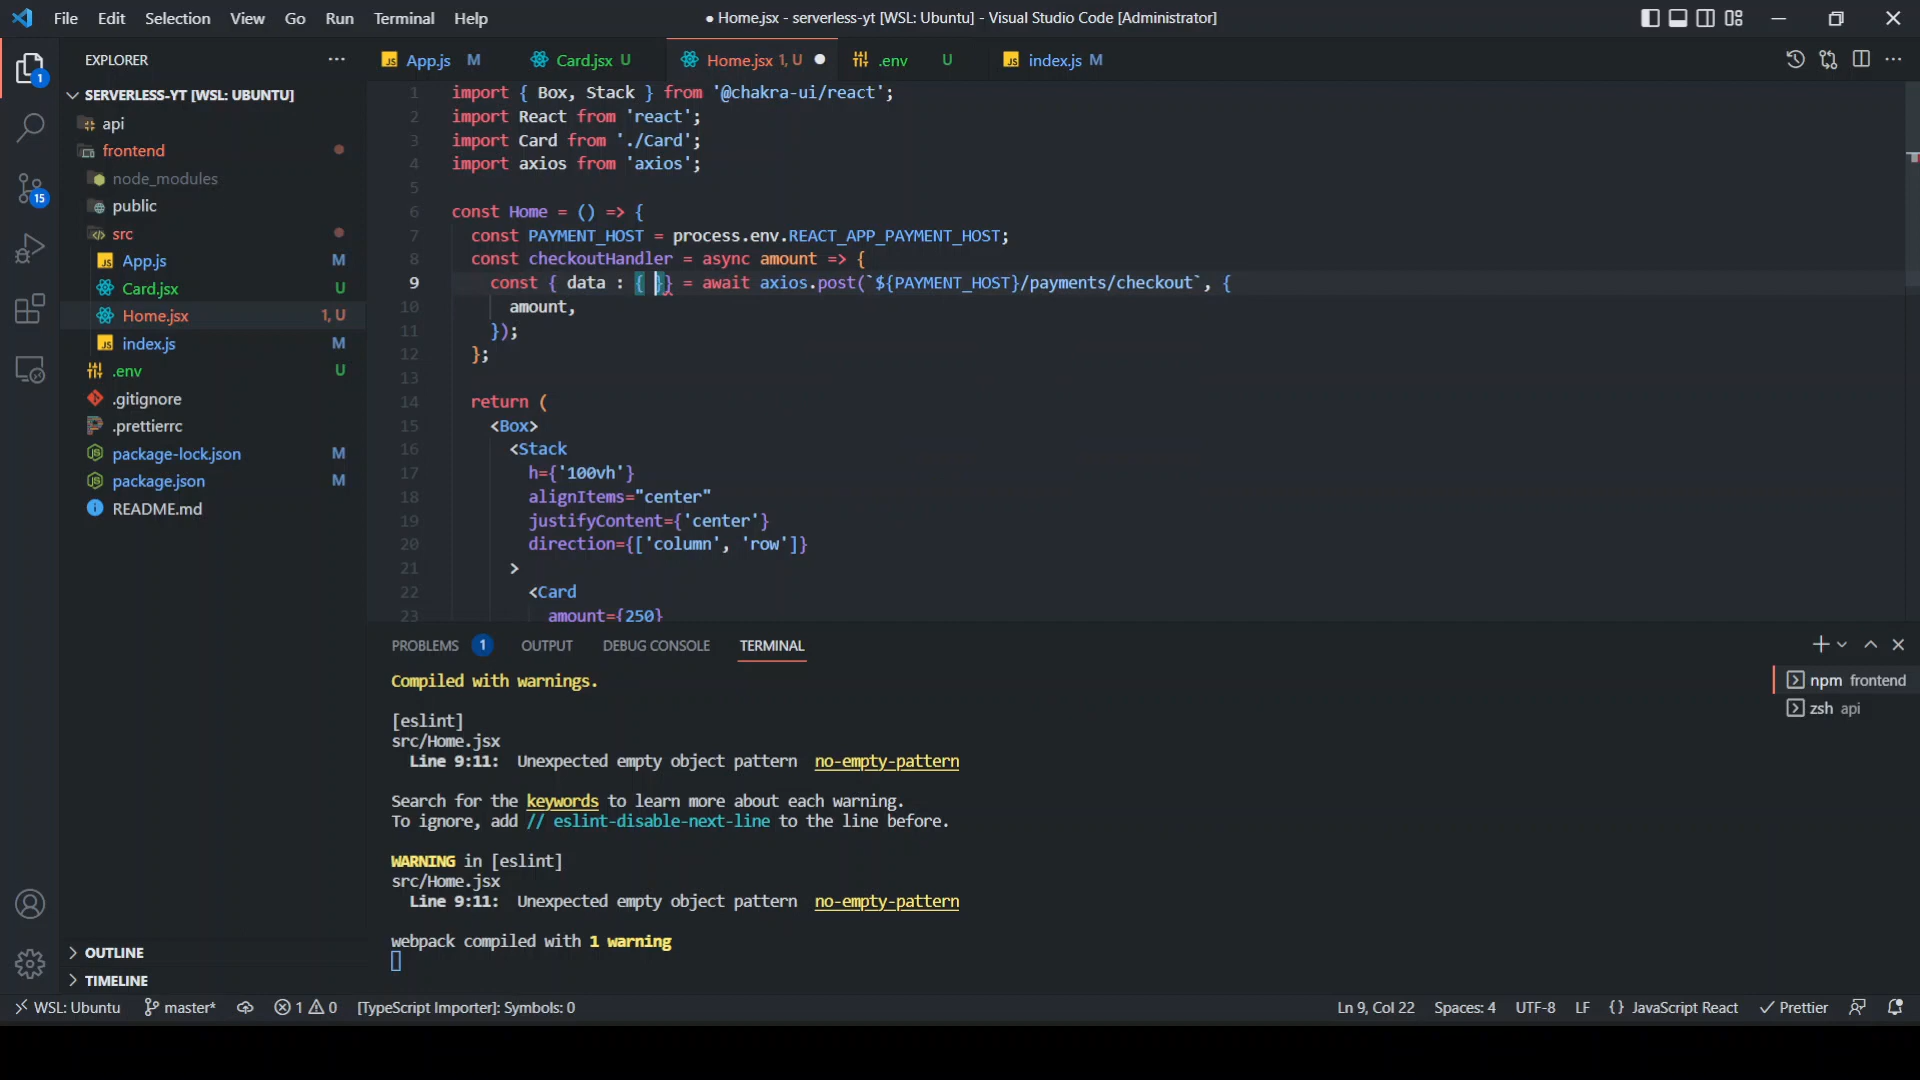 File Edit Selection View Go Run Terminal Help
● Home.jsx - serverless-yt [WSL: Ubuntu] - Visual Studio Code [Administrator]
EXPLORER
App.js M
Card.jsx U
Home.jsx 1, U
.env U
index.js M
SERVERLESS-YT [WSL: UBUNTU]
api
frontend
node_modules
public
src
App.js M
Card.jsx U
Home.jsx 1, U
index.js M
.env U
.gitignore
.prettierrc
package-lock.json M
package.json M
README.md
OUTLINE
TIMELINE
1
15
1 import { Box, Stack } from '@chakra-ui/react';
2 import React from 'react';
3 import Card from './Card';
4 import axios from 'axios';
5
6 const Home = () => {
7 const PAYMENT_HOST = process.env.REACT_APP_PAYMENT_HOST;
8 const checkoutHandler = async amount => {
9 const { data : { }} = await axios.post(`${PAYMENT_HOST}/payments/checkout`, {
10 amount,
11 });
12 };
13
14 return (
15 <Box>
16 <Stack
17 h={'100vh'}
18 alignItems="center"
19 justifyContent={'center'}
20 direction={['column', 'row']}
21 >
22 <Card
23 amount={250}
PROBLEMS 1 OUTPUT DEBUG CONSOLE TERMINAL
Compiled with warnings.
[eslint]
src/Home.jsx
Line 9:11: Unexpected empty object pattern no-empty-pattern
Search for the keywords to learn more about each warning.
To ignore, add // eslint-disable-next-line to the line before.
WARNING in [eslint]
src/Home.jsx
Line 9:11: Unexpected empty object pattern no-empty-pattern
webpack compiled with 1 warning
npm frontend
zsh api
WSL: Ubuntu master* 1 0 [TypeScript Importer]: Symbols: 0 Ln 9, Col 22 Spaces: 4 UTF-8 LF {} JavaScript React Prettier